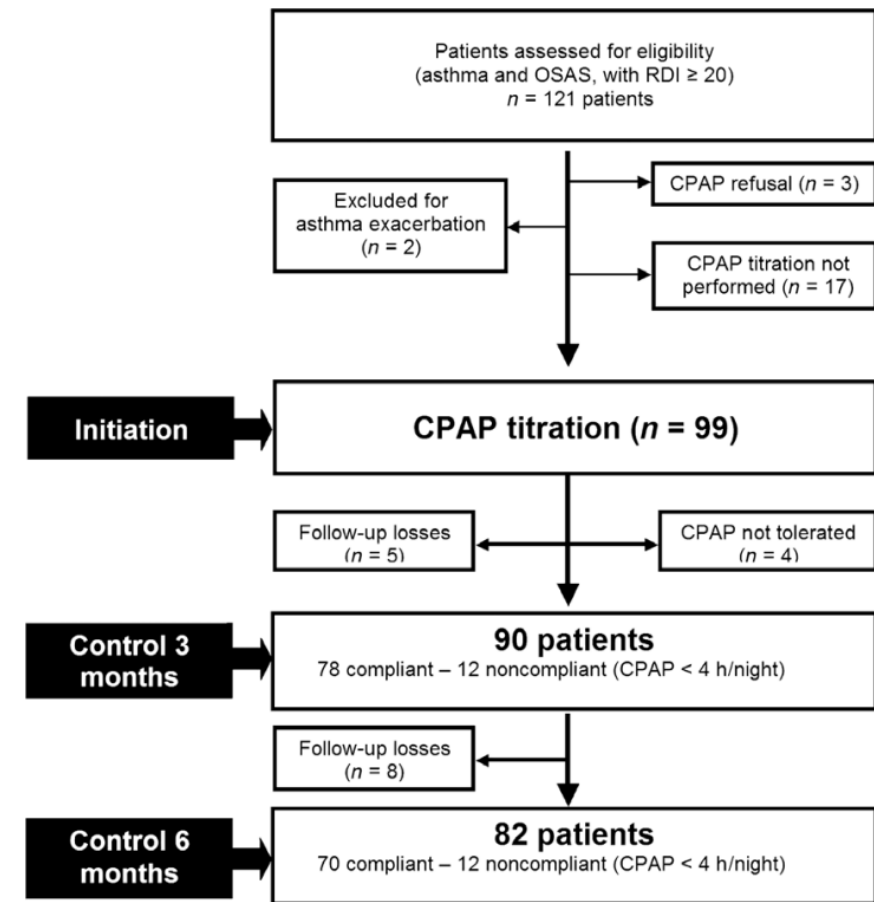 Patients assessed for eligibility
(asthma and OSAS, with RDI ≥ 20)
n = 121 patients
CPAP refusal (n = 3)
Excluded for
asthma exacerbation
(n = 2)
CPAP titration not
performed (n = 17)
Initiation
CPAP titration (n = 99)
Follow-up losses
(n = 5)
CPAP not tolerated
(n = 4)
Control 3
months
90 patients
78 compliant – 12 noncompliant (CPAP < 4 h/night)
Follow-up losses
(n = 8)
Control 6
months
82 patients
70 compliant – 12 noncompliant (CPAP < 4 h/night)